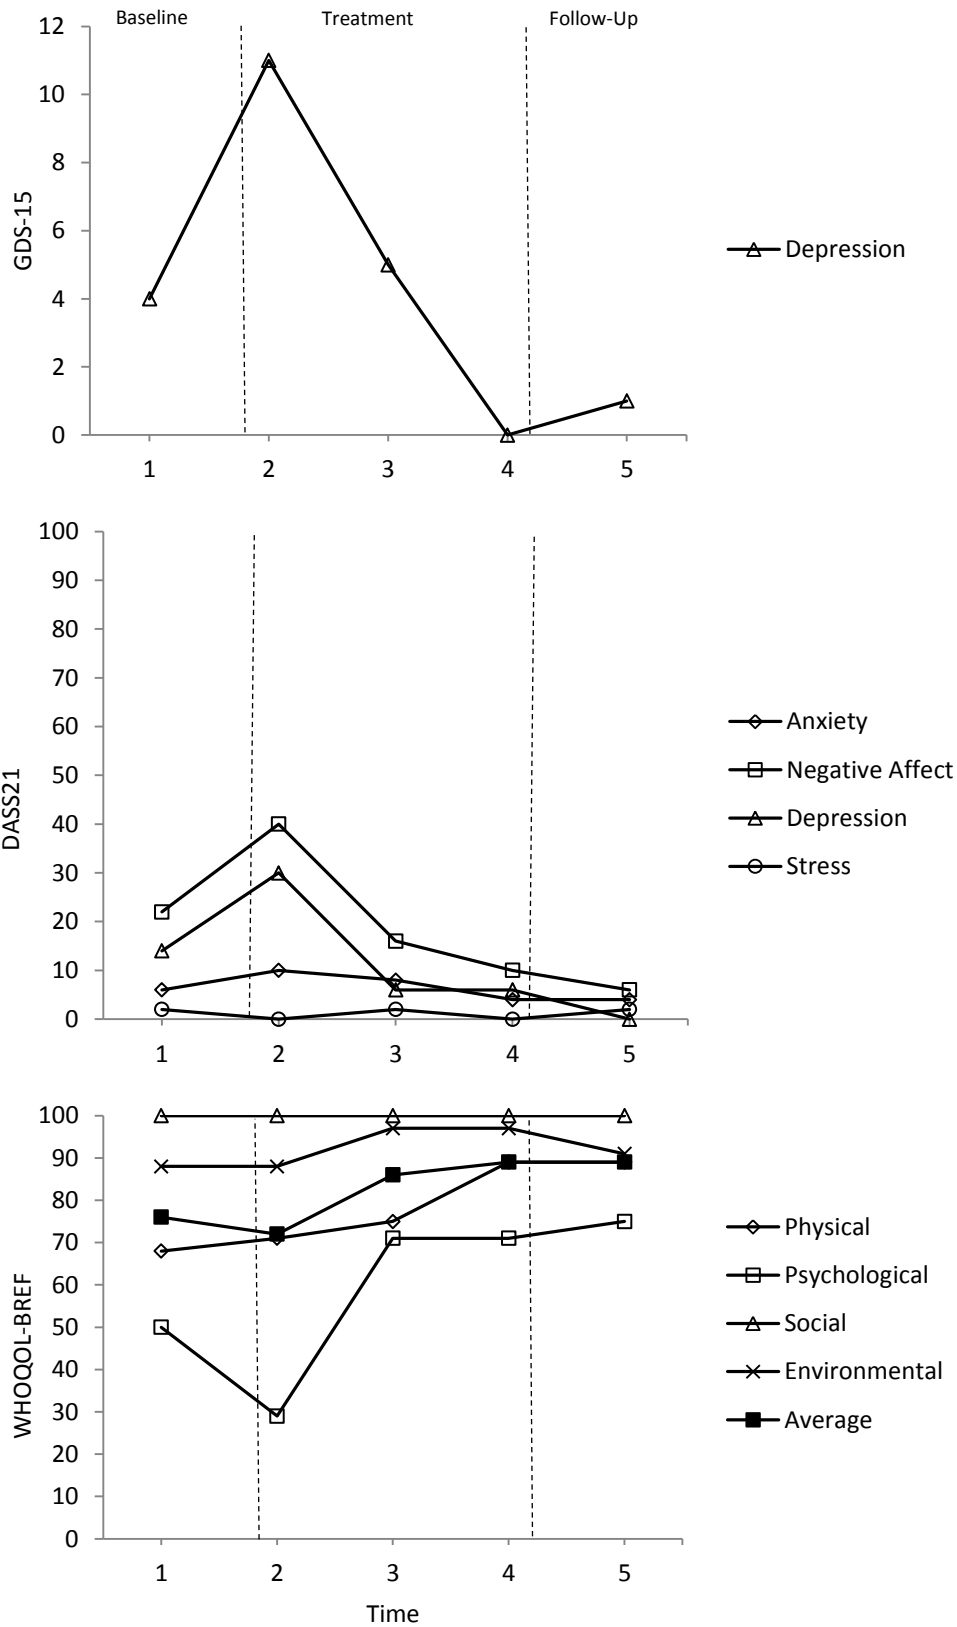 Baseline Treatment Follow-Up
12
10
8
6
4
2
0
GDS-15
1 2 3 4 5
Depression
100
90
80
70
60
50
40
30
20
10
0
DASS21
1 2 3 4 5
Anxiety
Negative Affect
Depression
Stress
100
90
80
70
60
50
40
30
20
10
0
WHOQOL-BREF
1 2 3 4 5
Time
Physical
Psychological
Social
Environmental
Average